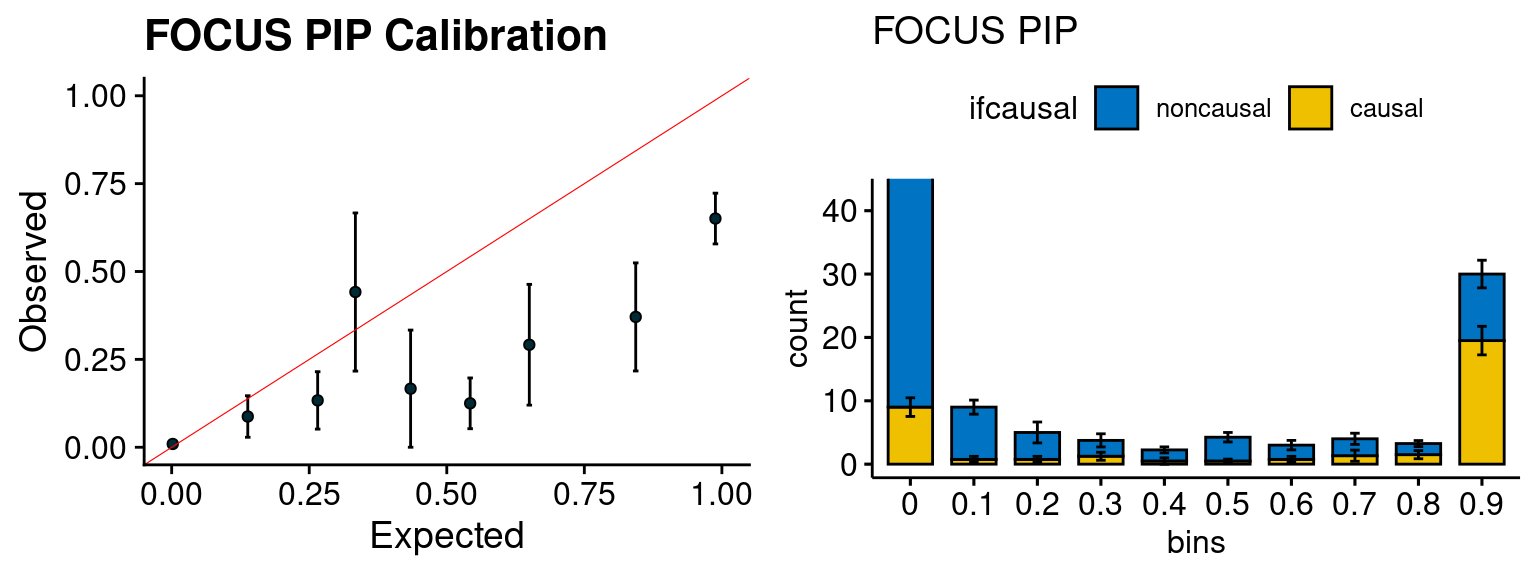 FOCUS PIP Calibration
1.00
0.75
0.50
0.25
0.00
Observed
0.00 0.25 0.50 0.75 1.00
Expected
FOCUS PIP
ifcausal noncausal causal
40
30
20
10
0
count
0 0.1 0.2 0.3 0.4 0.5 0.6 0.7 0.8 0.9
bins